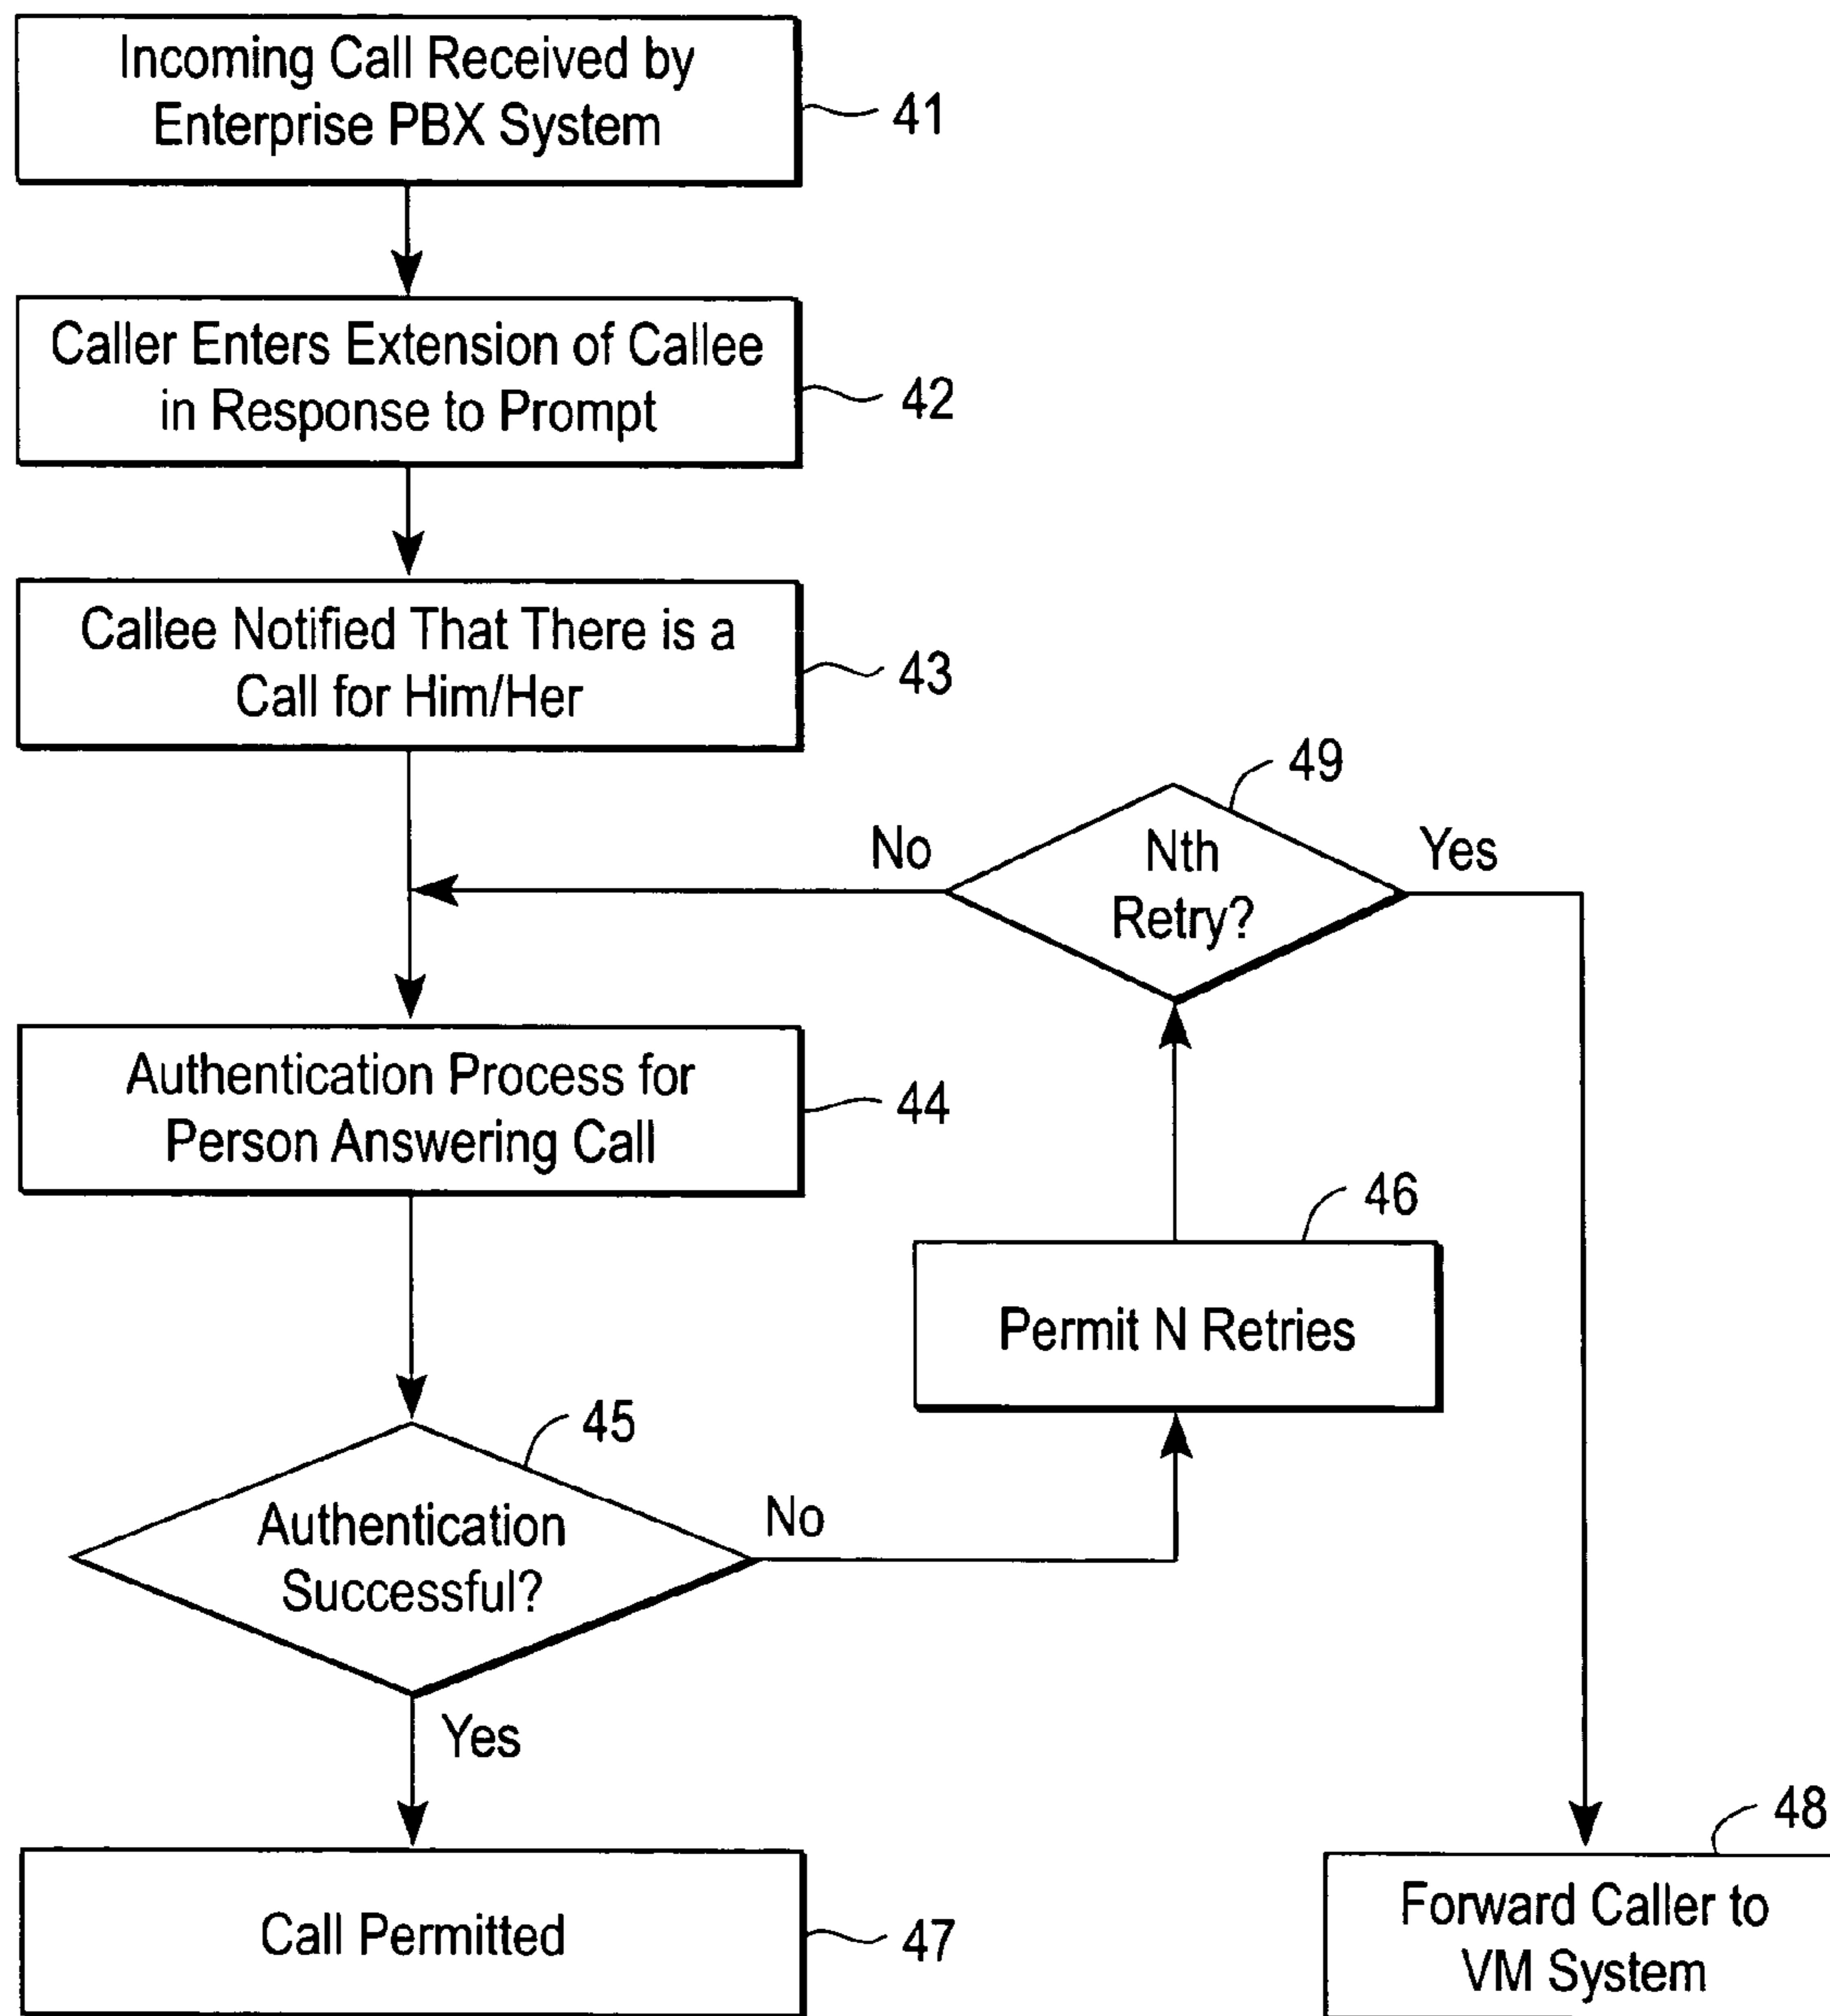 Incoming Call Received by
Enterprise PBX System
41
Caller Enters Extension of Callee
in Response to Prompt
42
Callee Notified That There is a
Call for Him/Her
43
49
Nth
Retry?
No
Yes
Authentication Process for
Person Answering Call
44
46
Permit N Retries
45
Authentication
Successful?
No
Yes
Call Permitted
47
48
Forward Caller to
VM System